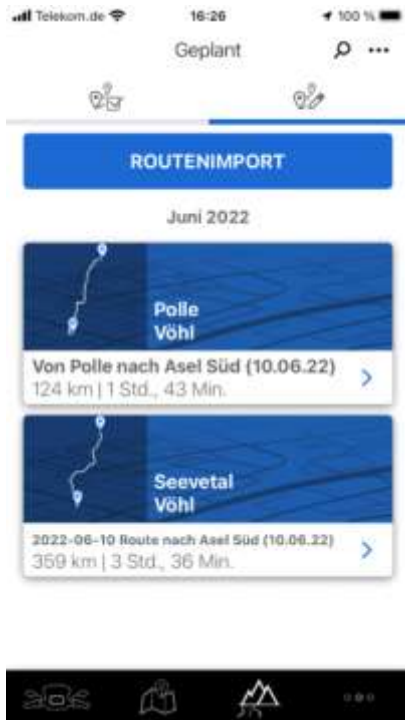 Telekom.de 16:26 100 %
Geplant
ROUTENIMPORT
Juni 2022
Polle
Vöhl
Von Polle nach Asel Süd (10.06.22)
124 km | 1 Std., 43 Min.
Seevetal
Vöhl
2022-06-10 Route nach Asel Süd (10.06.22)
359 km | 3 Std., 36 Min.